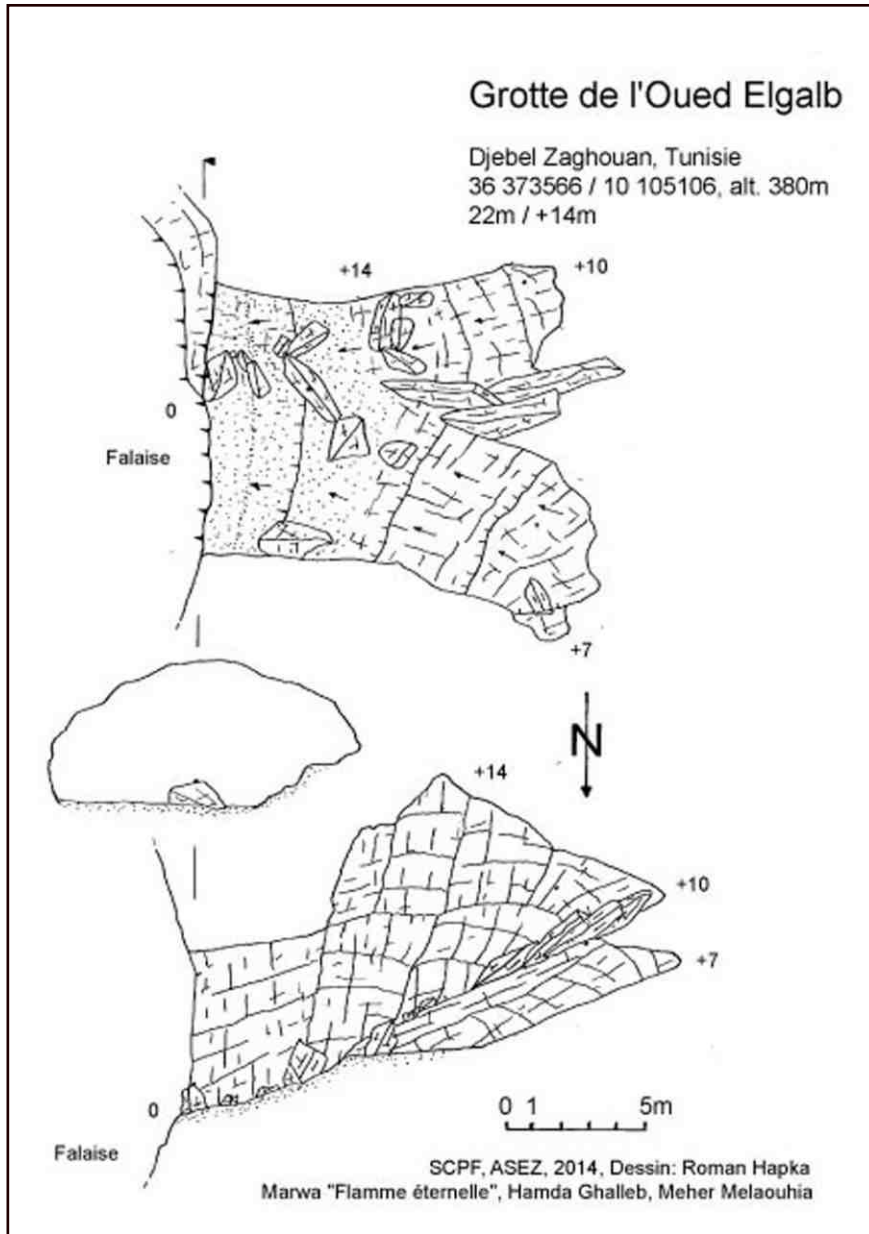 Grotte de l'Oued Elgalb
Djebel Zaghouan, Tunisie
36 373566 / 10 105106, alt. 380m
22m / +14m
+14
+10
0
Falaise
+7
N
+14
+10
+7
0
0 1 5m
Falaise
SCPF, ASEZ, 2014, Dessin: Roman Hapka
Marwa "Flamme éternelle", Hamda Ghalleb, Meher Melaouhia